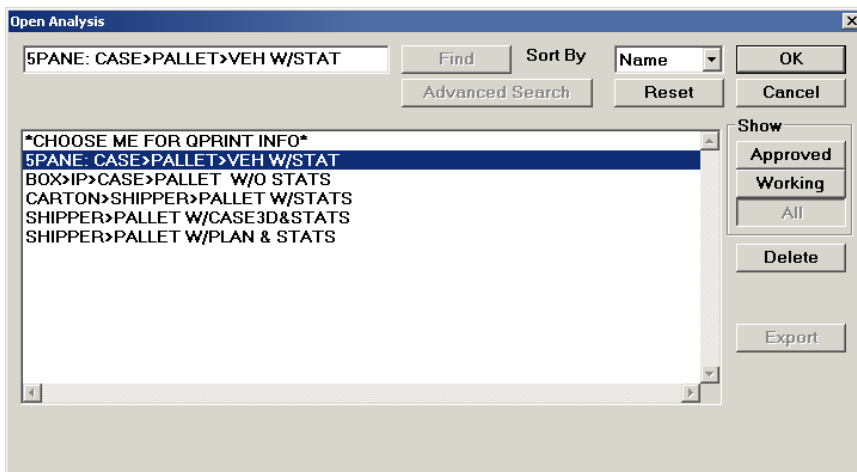 Open Analysis
5PANE: CASE>PALLET>VEH W/STAT
Find
Sort By
Name
OK
Advanced Search
Reset
Cancel
Show
*CHOOSE ME FOR QPRINT INFO*
5PANE: CASE>PALLET>VEH W/STAT
BOX>IP>CASE>PALLET  W/O STATS
CARTON>SHIPPER>PALLET W/STATS
SHIPPER>PALLET W/CASE3D&STATS
SHIPPER>PALLET W/PLAN & STATS
Approved
Working
All
Delete
Export